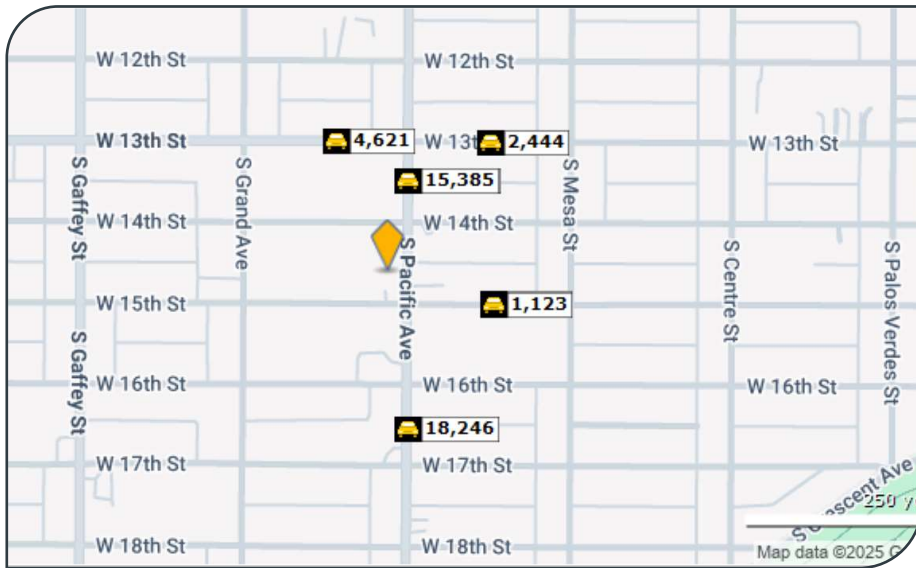 W 12th St
W 12th St
W 13th St
4,621
W 13t
2,444
W 13th St
15,385
S Gaffey St
S Grand Ave
S Mesa St
W 14th St
W 14th St
S Pacific Ave
S Centre St
S Palos Verdes St
W 15th St
1,123
S Gaffey St
W 16th St
W 16th St
W 16th St
18,246
W 17th St
W 17th St
S Crescent Ave
250 y
W 18th St
W 18th St
Map data ©2025 G